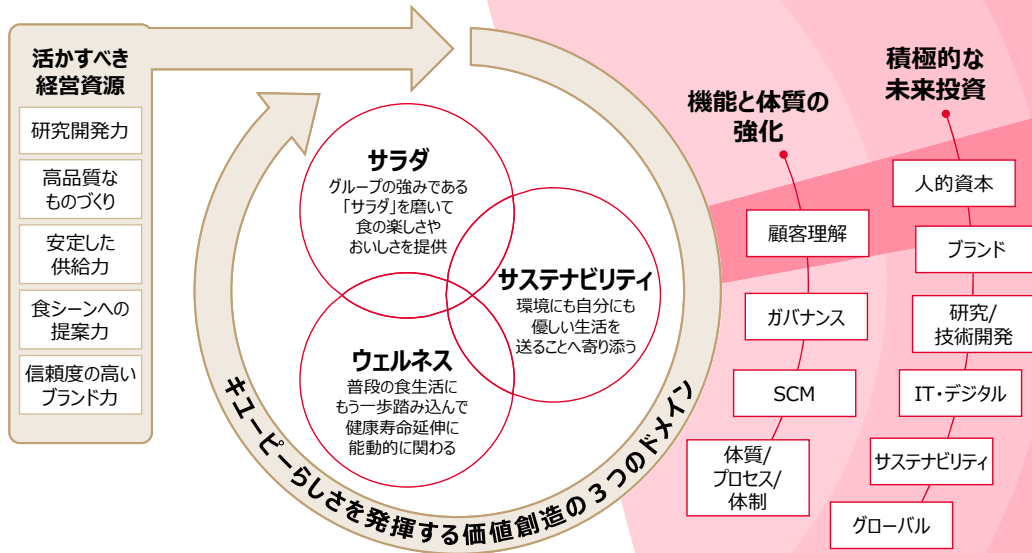 活かすべき
経営資源
研究開発力
高品質な
ものづくり
安定した
供給力
食シーンへの
提案力
信頼度の高い
ブランド力
サラダ
グループの強みである
「サラダ」を磨いて
食の楽しさや
おいしさを提供
サステナビリティ
環境にも自分にも
優しい生活を
送ることへ寄り添う
ウェルネス
普段の食生活に
もう一歩踏み込んで
健康寿命延伸に
能動的に関わる
キユーピーらしさを発揮する価値創造の3つのドメイン
機能と体質の
強化
顧客理解
ガバナンス
SCM
体質/
プロセス/
体制
積極的な
未来投資
人的資本
ブランド
研究/
技術開発
IT・デジタル
サステナビリティ
グローバル